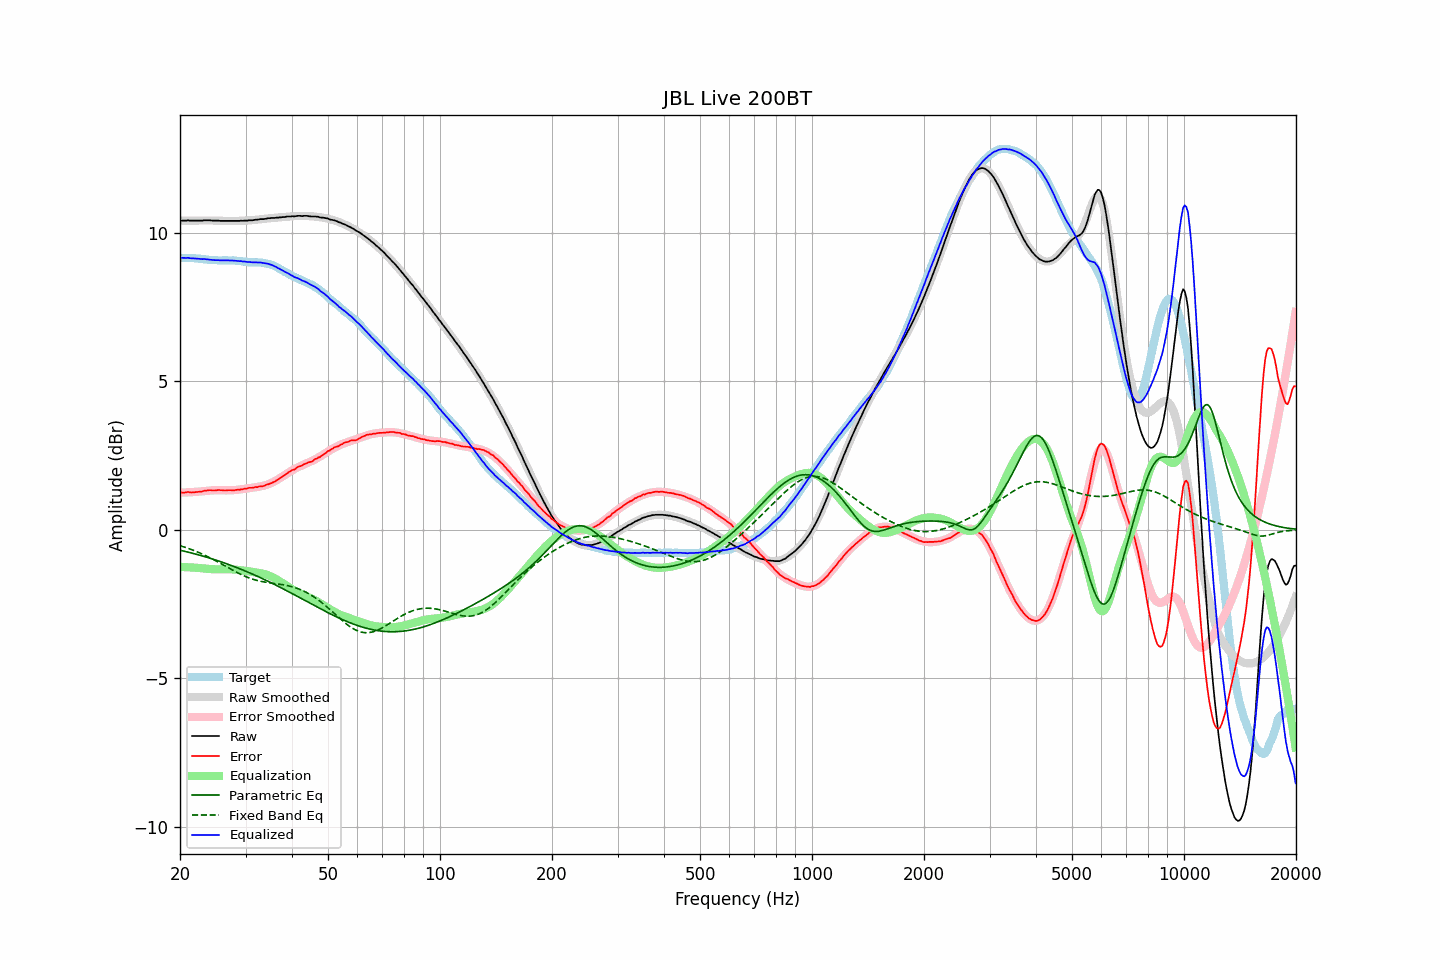 JBL Live 200BT
Amplitude (dBr)
10
5
0
−5
−10
Target
Raw Smoothed
Error Smoothed
Raw
Error
Equalization
Parametric Eq
Fixed Band Eq
Equalized
20
50
100
200
500
1000
2000
5000
10000
20000
Frequency (Hz)